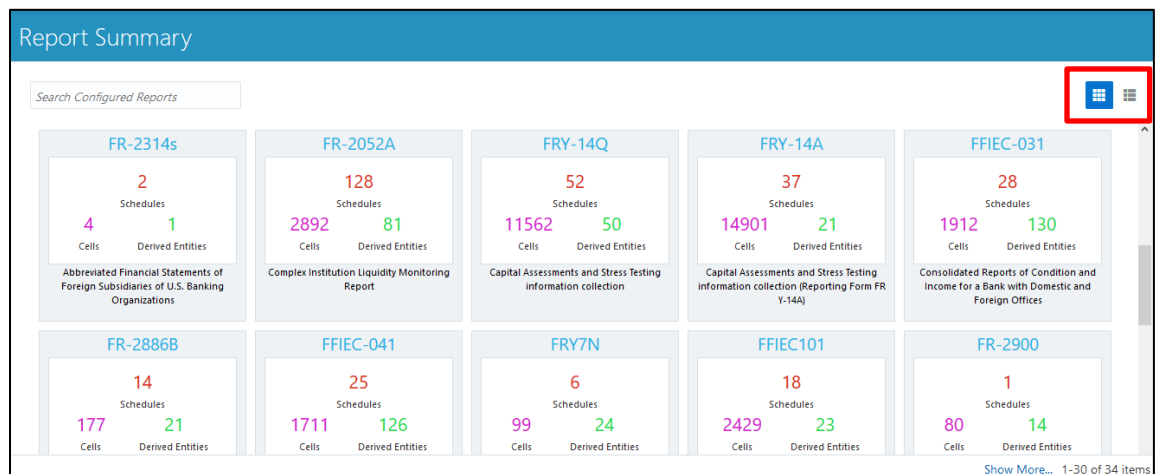 Report Summary
Search Configured Reports
FR-2314s
2
Schedules
4 1
Cells Derived Entities
Abbreviated Financial Statements of
Foreign Subsidiaries of U.S. Banking
Organizations
FR-2052A
128
Schedules
2892 81
Cells Derived Entities
Complex Institution Liquidity Monitoring
Report
FRY-14Q
52
Schedules
11562 50
Cells Derived Entities
Capital Assessments and Stress Testing
information collection
FRY-14A
37
Schedules
14901 21
Cells Derived Entities
Capital Assessments and Stress Testing
information collection (Reporting Form FR
Y-14A)
FFIEC-031
28
Schedules
1912 130
Cells Derived Entities
Consolidated Reports of Condition and
Income for a Bank with Domestic and
Foreign Offices
FR-2886B
14
Schedules
177 21
Cells Derived Entities
FFIEC-041
25
Schedules
1711 126
Cells Derived Entities
FRY7N
6
Schedules
99 24
Cells Derived Entities
FFIEC101
18
Schedules
2429 23
Cells Derived Entities
FR-2900
1
Schedules
80 14
Cells Derived Entities
Show More... 1-30 of 34 items